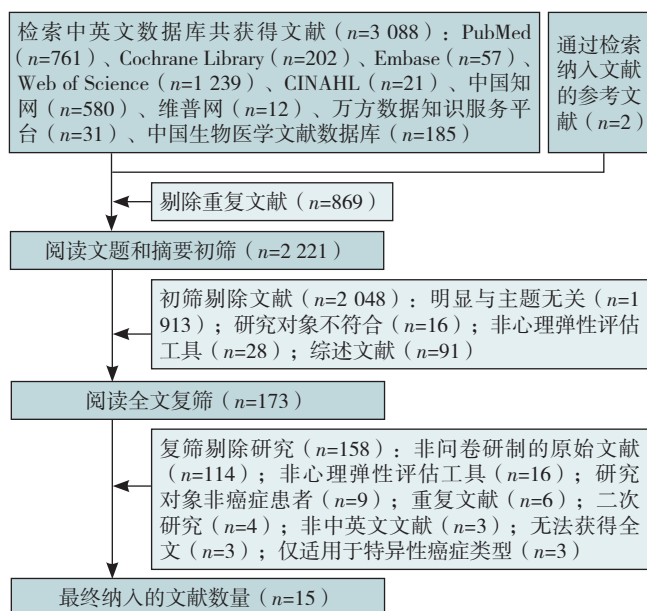 检索中英文数据库共获得文献（n=3 088）：PubMed
（n=761）、Cochrane Library（n=202）、Embase（n=57）、
Web of Science（n=1 239）、CINAHL（n=21）、中国知
网（n=580）、维普网（n=12）、万方数据知识服务平
台（n=31）、中国生物医学文献数据库（n=185）
通过检索
纳入文献
的参考文
献（n=2）
剔除重复文献（n=869）
阅读文题和摘要初筛（n=2 221）
初筛剔除文献（n=2 048）：明显与主题无关（n=1
913）；研究对象不符合（n=16）；非心理弹性评估
工具（n=28）；综述文献（n=91）
阅读全文复筛（n=173）
复筛剔除研究（n=158）：非问卷研制的原始文献
（n=114）；非心理弹性评估工具（n=16）；研究
对象非癌症患者（n=9）；重复文献（n=6）；二次
研究（n=4）；非中英文文献（n=3）；无法获得全
文（n=3）；仅适用于特异性癌症类型（n=3）
最终纳入的文献数量（n=15）